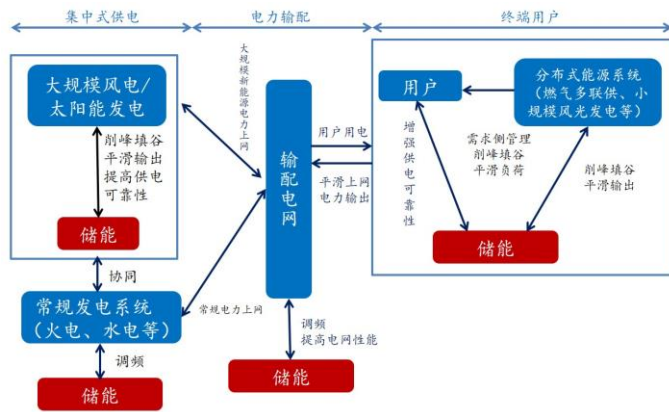 集中式供电
电力输配
终端用户
大规模风电/
太阳能发电
削峰填谷
平滑输出
提高供电
可靠性
储能
协同
常规发电系统
（火电、水电等）
调频
储能
大规模新能源电力上网
常规电力上网
输配电网
用户用电
平滑上网
电力输出
调频
提高电网性能
储能
用户
分布式能源系统
（燃气多联供、小
规模风光发电等）
增强供电可靠性
需求侧管理
削峰填谷
平滑负荷
削峰填谷
平滑输出
储能